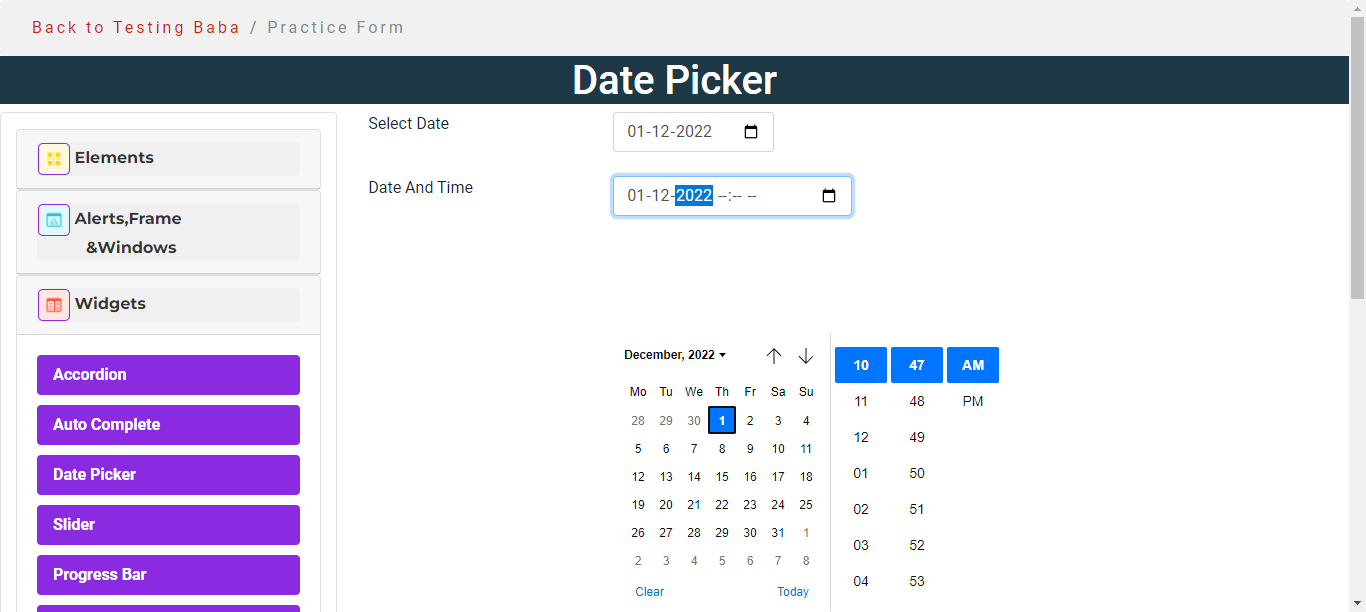 Back to Testing Baba / Practice Form
Date Picker
Elements
Alerts,Frame
&Windows
Widgets
Accordion
Auto Complete
Date Picker
Slider
Progress Bar
Select Date
01-12-2022
Date And Time
01-12-2022 --:-- --
December, 2022
Mo Tu We Th Fr Sa Su
28 29 30 1 2 3 4
5 6 7 8 9 10 11
12 13 14 15 16 17 18
19 20 21 22 23 24 25
26 27 28 29 30 31 1
2 3 4 5 6 7 8
Clear Today
10 47 AM
11 48 PM
12 49
01 50
02 51
03 52
04 53